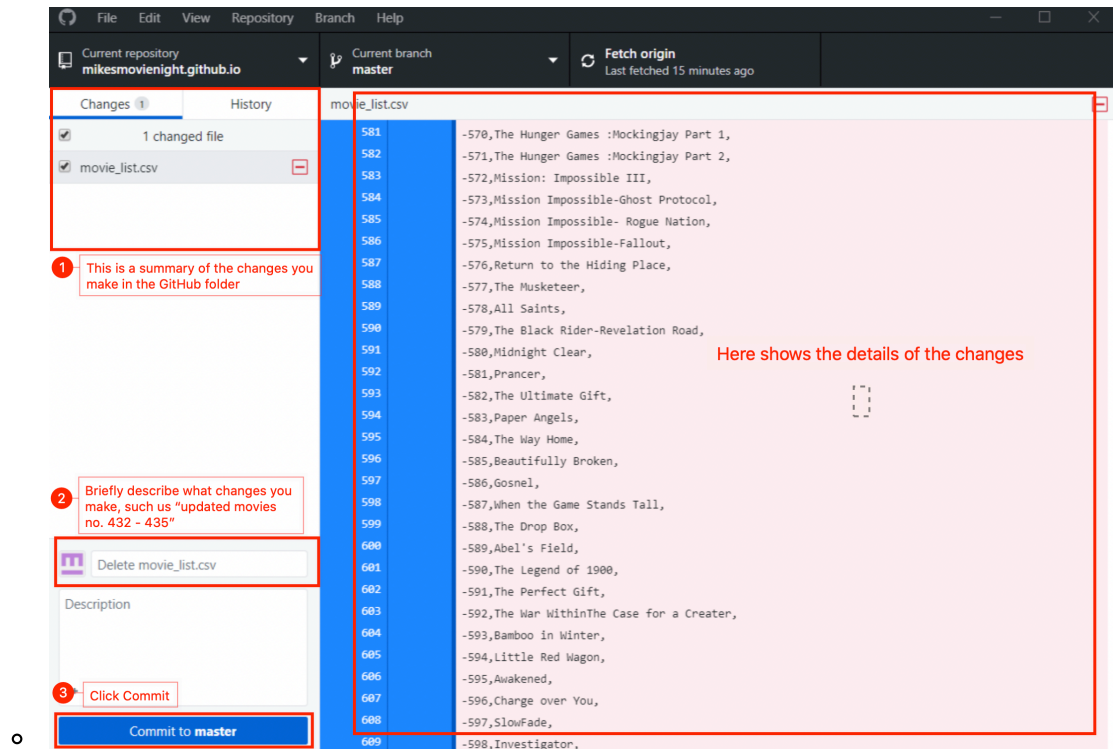 File Edit View Repository Branch Help
Current repository
mikesmovienight.github.io
Current branch
master
Fetch origin
Last fetched 15 minutes ago
Changes 1 History
1 changed file
movie_list.csv
1
This is a summary of the changes you
make in the GitHub folder
2
Briefly describe what changes you
make, such us “updated movies
no. 432 - 435”
Delete movie_list.csv
Description
3
Click Commit
Commit to master
movie_list.csv
581 -570,The Hunger Games :Mockingjay Part 1,
582 -571,The Hunger Games :Mockingjay Part 2,
583 -572,Mission: Impossible III,
584 -573,Mission Impossible-Ghost Protocol,
585 -574,Mission Impossible- Rogue Nation,
586 -575,Mission Impossible-Fallout,
587 -576,Return to the Hiding Place,
588 -577,The Musketeer,
589 -578,All Saints,
590 -579,The Black Rider-Revelation Road,
591 -580,Midnight Clear,
592 -581,Prancer,
593 -582,The Ultimate Gift,
594 -583,Paper Angels,
595 -584,The Way Home,
596 -585,Beautifully Broken,
597 -586,Gosnel,
598 -587,When the Game Stands Tall,
599 -588,The Drop Box,
600 -589,Abel's Field,
601 -590,The Legend of 1900,
602 -591,The Perfect Gift,
603 -592,The War WithinThe Case for a Creater,
604 -593,Bamboo in Winter,
605 -594,Little Red Wagon,
606 -595,Awakened,
607 -596,Charge over You,
608 -597,SlowFade,
609 -598,Investigator,
Here shows the details of the changes